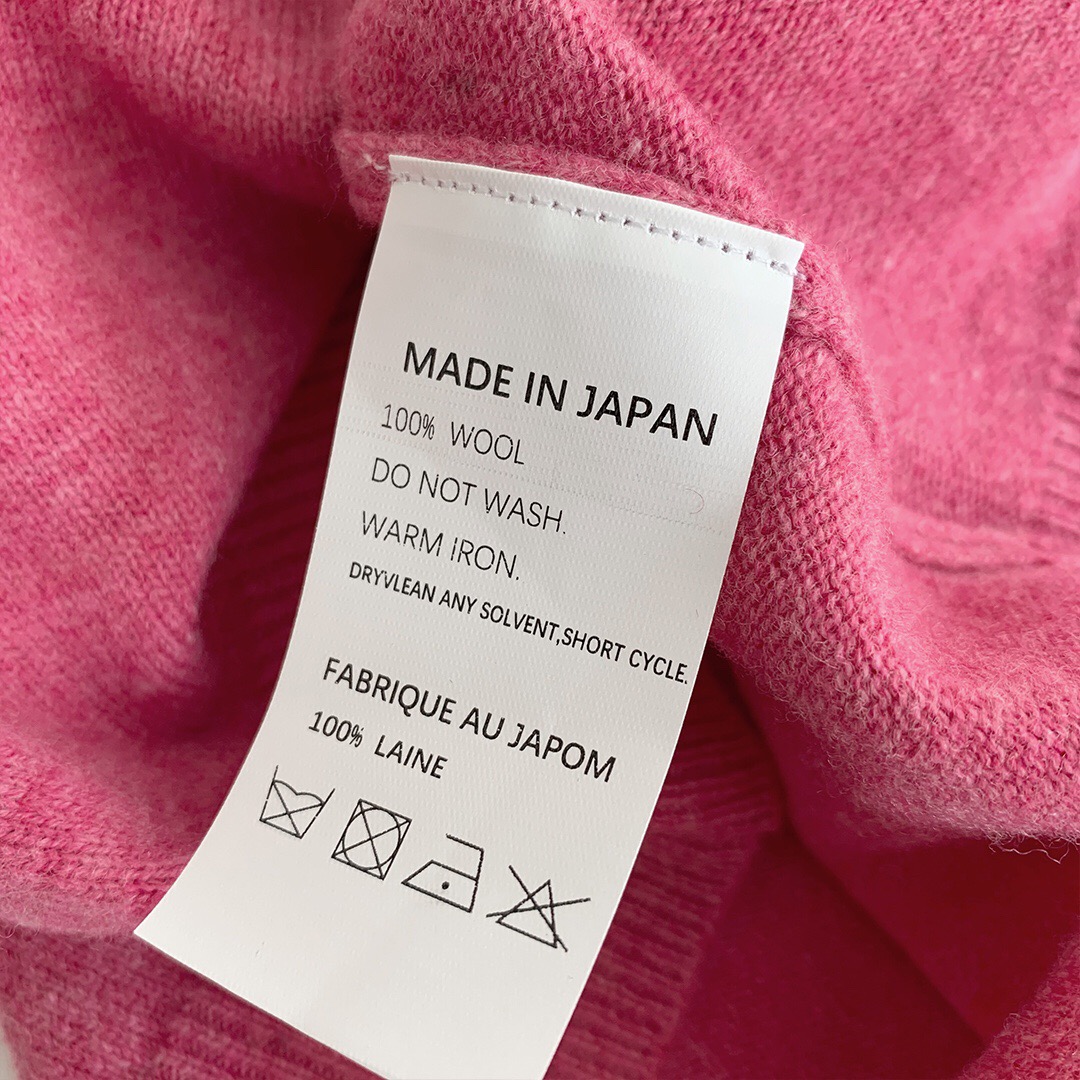 MADE IN JAPAN
100% WOOL
DO NOT WASH.
WARM IRON.
DRYVLEAN ANY SOLVENT,SHORT CYCLE.
FABRIQUE AU JAPOM
100% LAINE